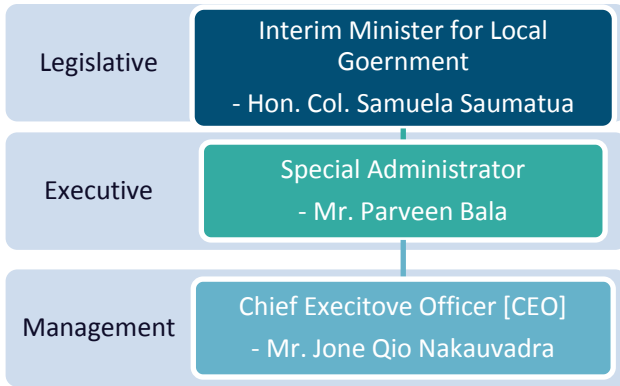 Legislative
Interim Minister for Local
Goernment
- Hon. Col. Samuela Saumatua
Executive
Special Administrator
- Mr. Parveen Bala
Management
Chief Execitove Officer [CEO]
- Mr. Jone Qio Nakauvadra